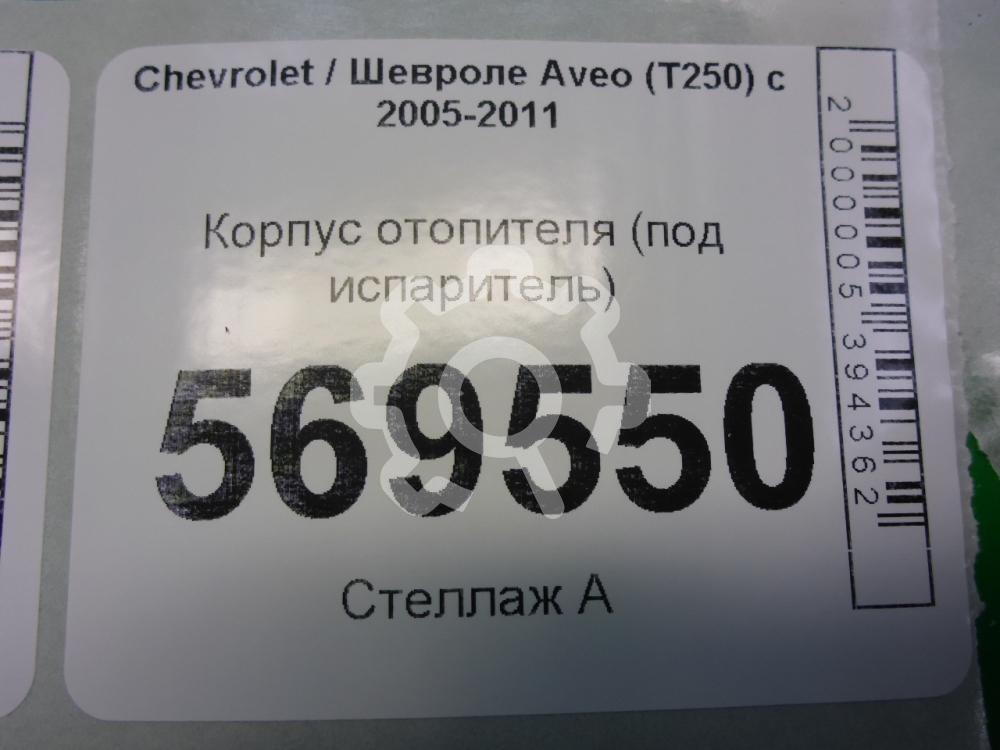 Chevrolet / Шевроле Aveo (T250) с
2005-2011
Корпус отопителя (под
испаритель)
569550
Стеллаж А
2000005394362